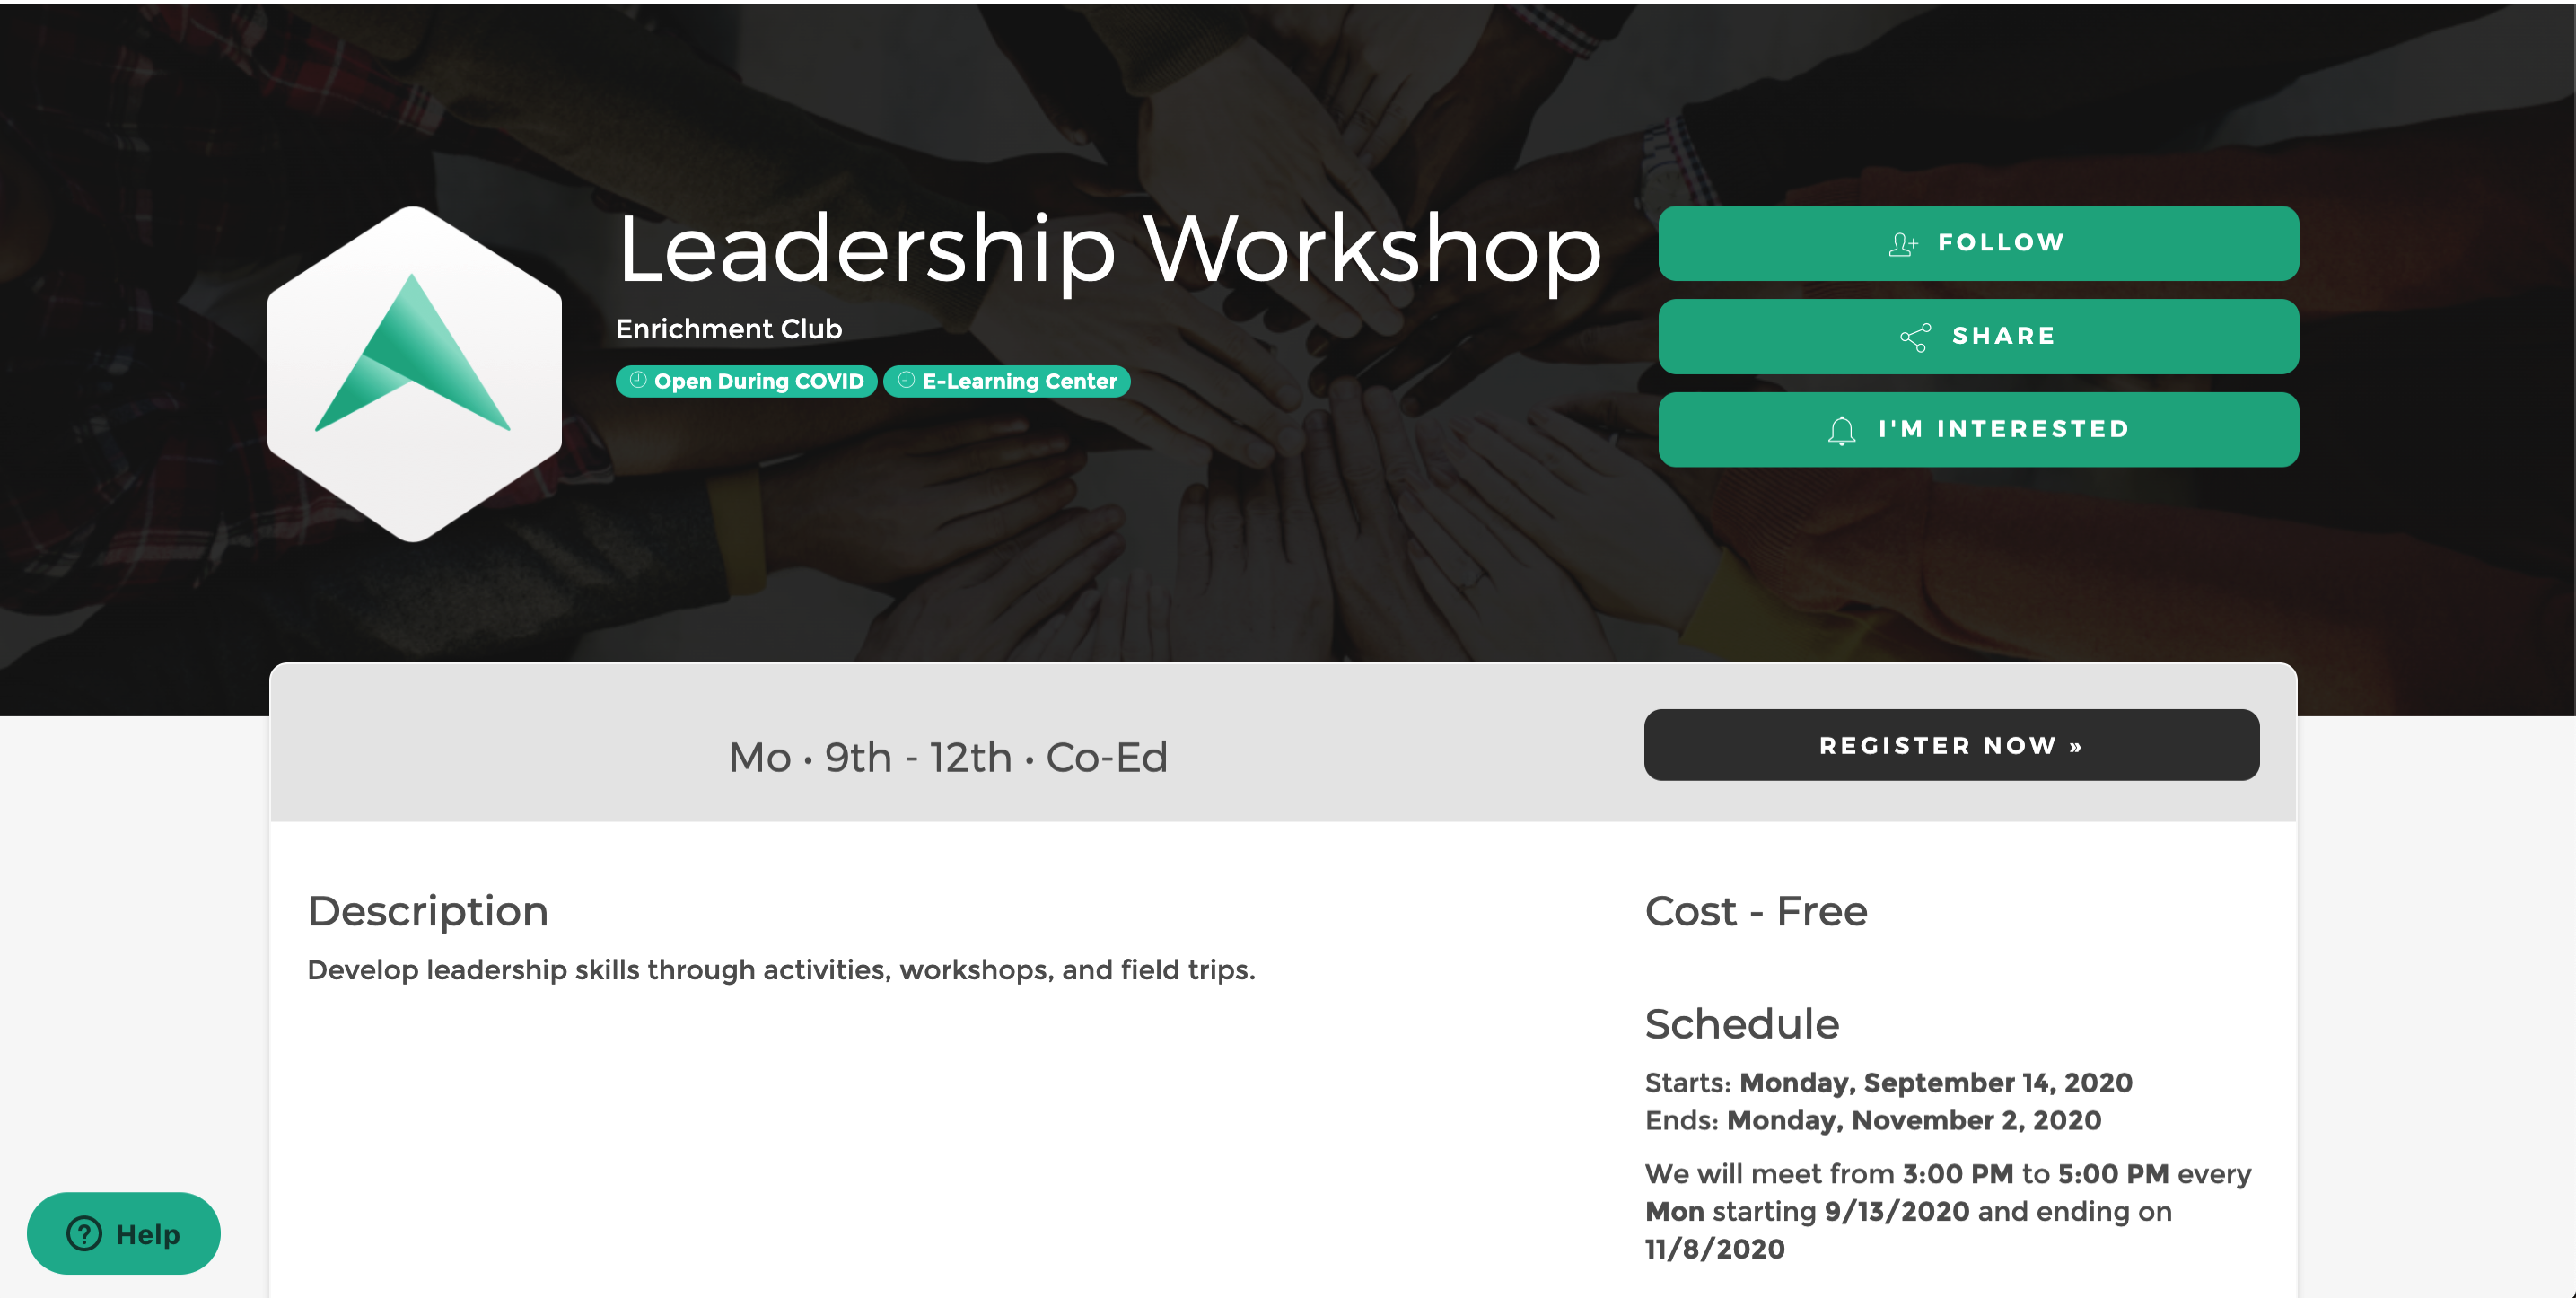 Leadership Workshop
Enrichment Club
Open During COVID
E-Learning Center
FOLLOW
SHARE
I'M INTERESTED
Mo • 9th - 12th • Co-Ed
REGISTER NOW »
Description
Develop leadership skills through activities, workshops, and field trips.
Cost - Free
Schedule
Starts: Monday, September 14, 2020
Ends: Monday, November 2, 2020
We will meet from 3:00 PM to 5:00 PM every
Mon starting 9/13/2020 and ending on
11/8/2020
Help